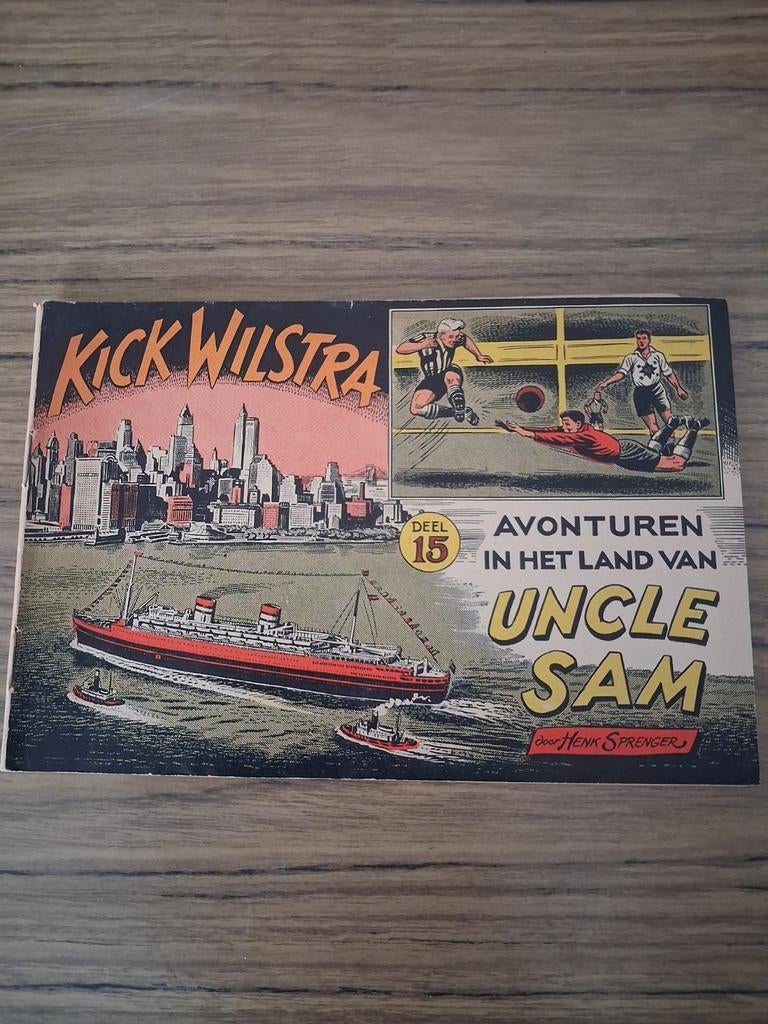 KICK WILSTRA
DEEL
15
AVONTUREN
IN HET LAND VAN
UNCLE
SAM
door HENK SPRENGER